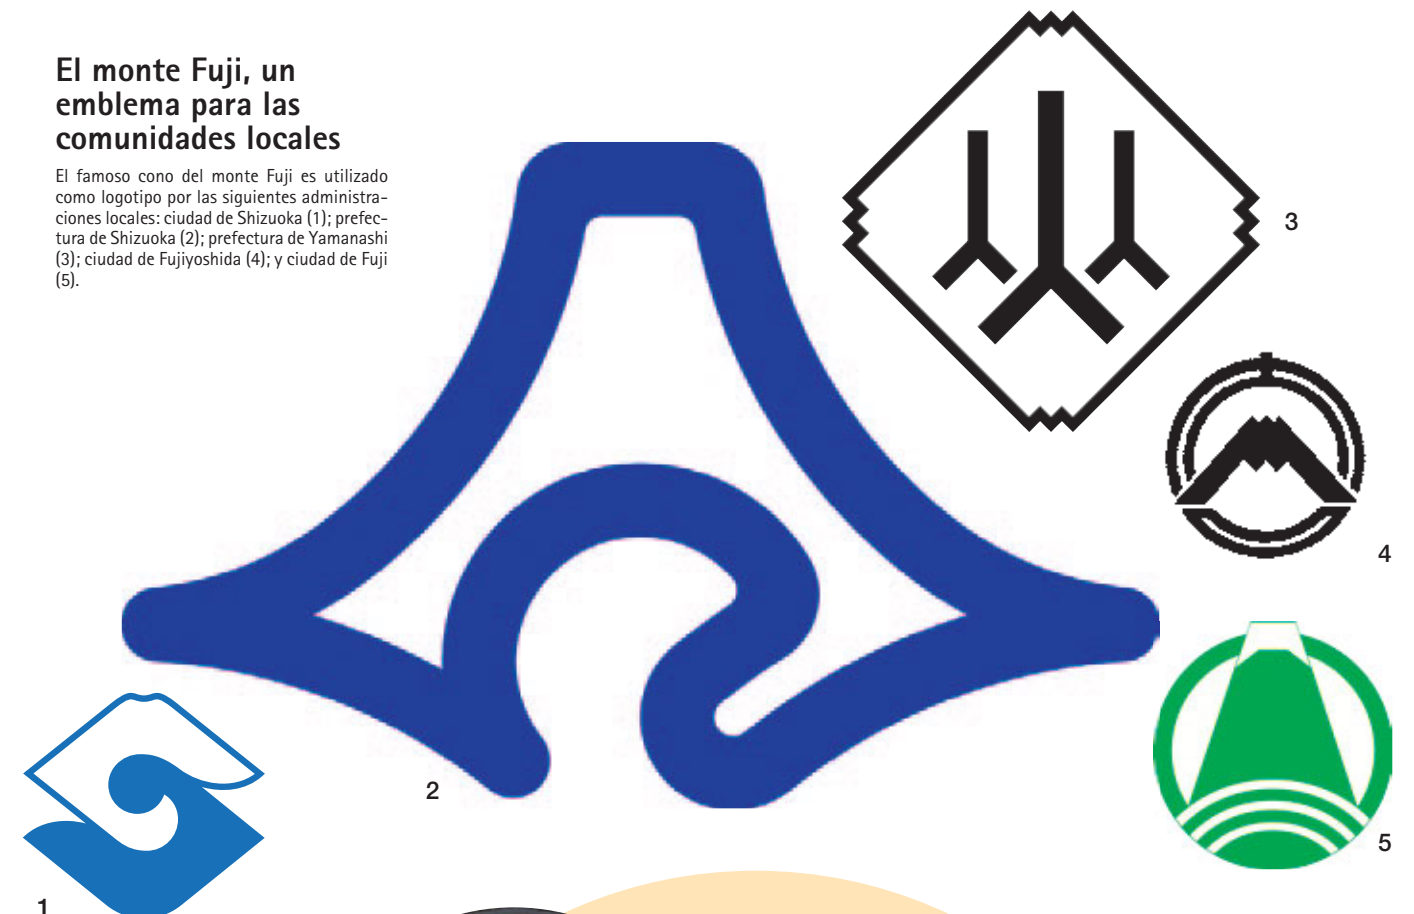 El monte Fuji, un
emblema para las
comunidades locales
El famoso cono del monte Fuji es utilizado
como logotipo por las siguientes administra-
ciones locales: ciudad de Shizuoka (1); prefec-
tura de Shizuoka (2); prefectura de Yamanashi
(3); ciudad de Fujiyoshida (4); y ciudad de Fuji
(5).
3
4
2
5
1